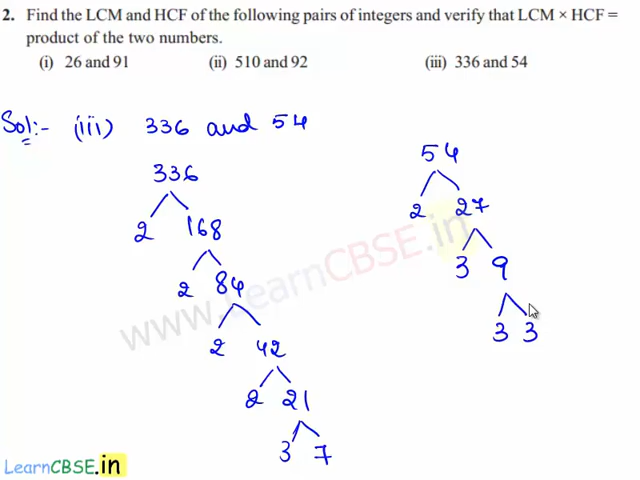 2. Find the LCM and HCF of the following pairs of integers and verify that LCM × HCF =
product of the two numbers.
(i) 26 and 91 (ii) 510 and 92 (iii) 336 and 54
Sol:- (iii) 336 and 54
336
2 168
2 84
2 42
2 21
3 7
54
2 27
3 9
3 3
www.LearnCBSE.in
LearnCBSE.in